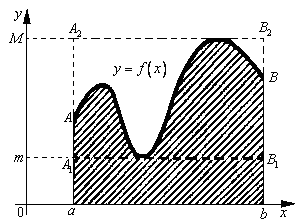 y
M
A₂
B₂
y = f(x)
B
A
m
A₁
B₁
0
a
b
x